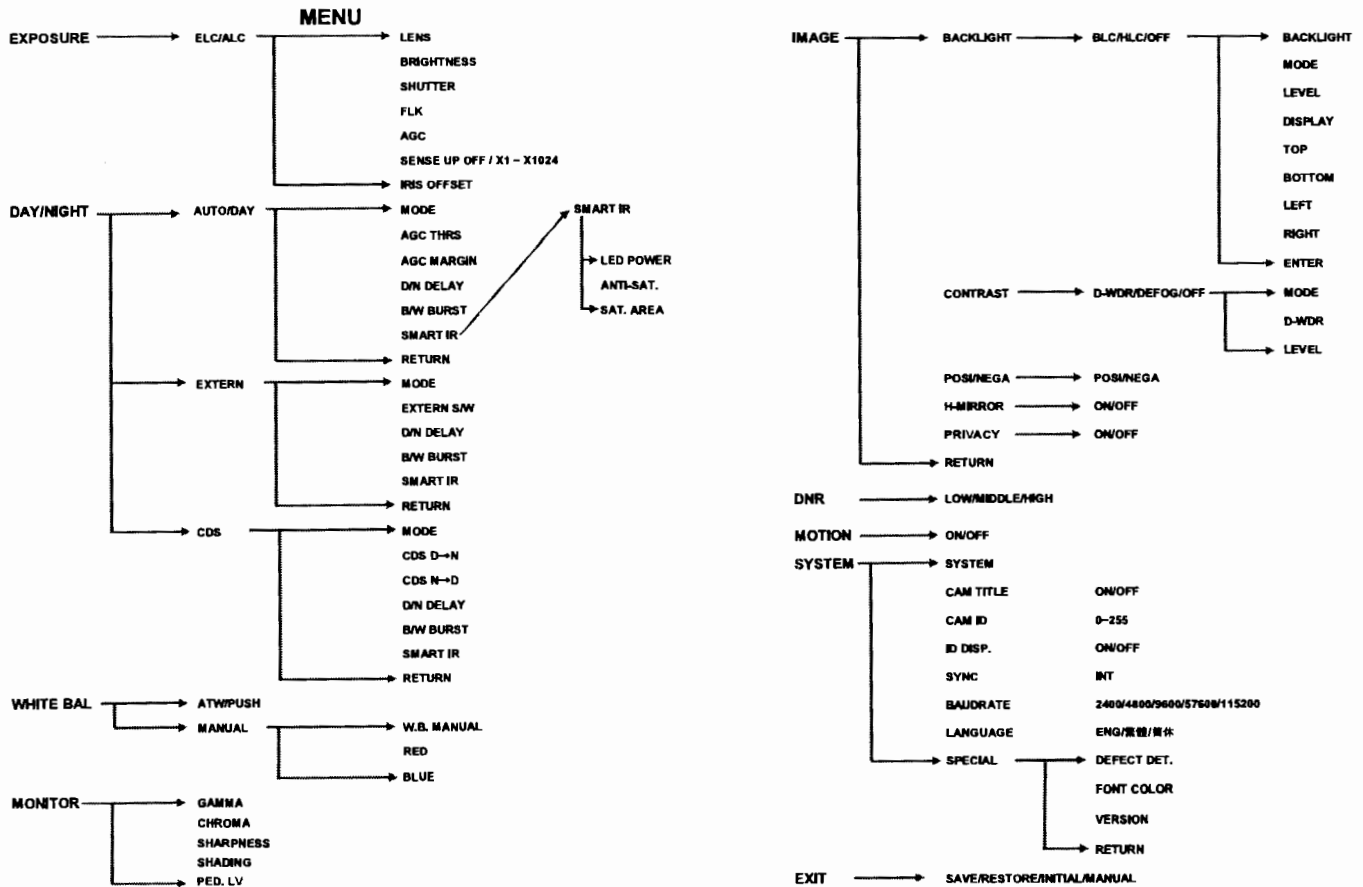 MENU
EXPOSURE ELC/ALC LENS
BRIGHTNESS
SHUTTER
FLK
AGC
SENSE UP OFF / X1 – X1024
IRIS OFFSET
DAY/NIGHT AUTO/DAY MODE SMART IR
AGC THRS
AGC MARGIN LED POWER
D/N DELAY ANTI-SAT.
B/W BURST SAT. AREA
SMART IR
RETURN
EXTERN MODE
EXTERN S/W
D/N DELAY
B/W BURST
SMART IR
RETURN
CDS MODE
CDS D→N
CDS N→D
D/N DELAY
B/W BURST
SMART IR
RETURN
WHITE BAL ATW/PUSH
MANUAL W.B. MANUAL
RED
BLUE
MONITOR GAMMA
CHROMA
SHARPNESS
SHADING
PED. LV
IMAGE BACKLIGHT BLC/HLC/OFF BACKLIGHT
MODE
LEVEL
DISPLAY
TOP
BOTTOM
LEFT
RIGHT
ENTER
CONTRAST D-WDR/DEFOG/OFF MODE
D-WDR
LEVEL
POSI/NEGA POSI/NEGA
H-MIRROR ON/OFF
PRIVACY ON/OFF
RETURN
DNR LOW/MIDDLE/HIGH
MOTION ON/OFF
SYSTEM SYSTEM
CAM TITLE ON/OFF
CAM ID 0–255
ID DISP. ON/OFF
SYNC INT
BAUDRATE 2400/4800/9600/57600/115200
LANGUAGE ENG/繁體/简体
SPECIAL DEFECT DET.
FONT COLOR
VERSION
RETURN
EXIT SAVE/RESTORE/INITIAL/MANUAL